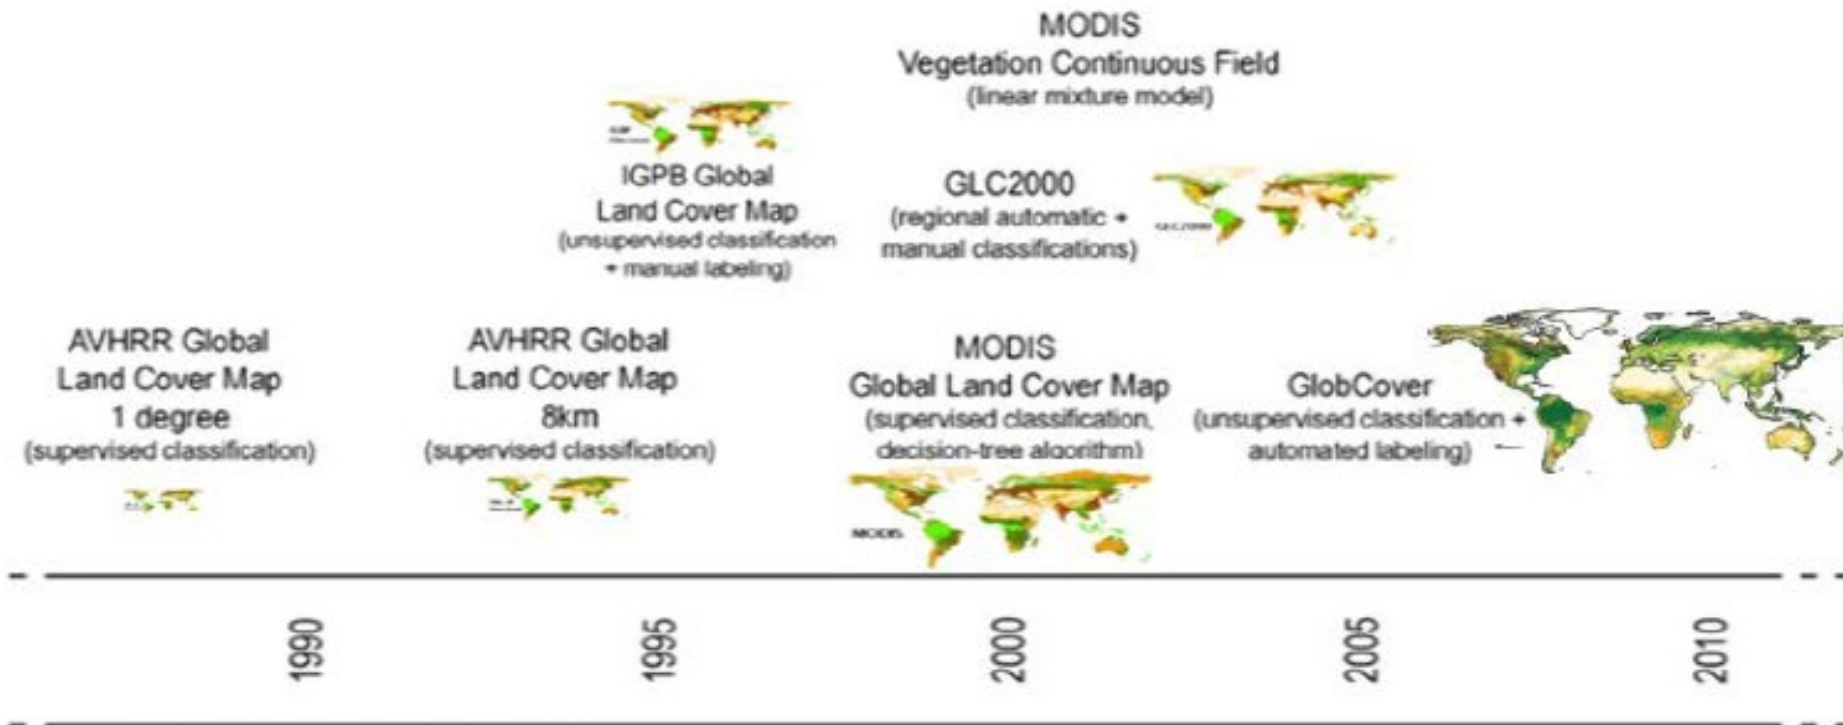 MODIS
Vegetation Continuous Field
(linear mixture model)
IGPB Global
Land Cover Map
(unsupervised classification
+ manual labeling)
GLC2000
(regional automatic +
manual classifications)
GLC2000
AVHRR Global
Land Cover Map
1 degree
(supervised classification)
AVHRR Global
Land Cover Map
8km
(supervised classification)
MODIS
Global Land Cover Map
(supervised classification,
decision-tree algorithm)
MODIS
GlobCover
(unsupervised classification +
automated labeling)
1990
1995
2000
2005
2010